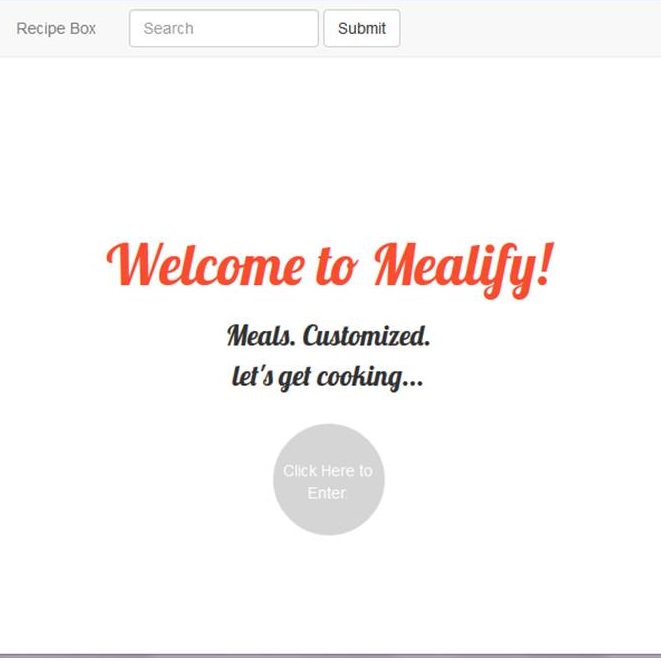 Recipe Box Search Submit
Welcome to Mealify!
Meals. Customized.
let's get cooking...
Click Here to
Enter